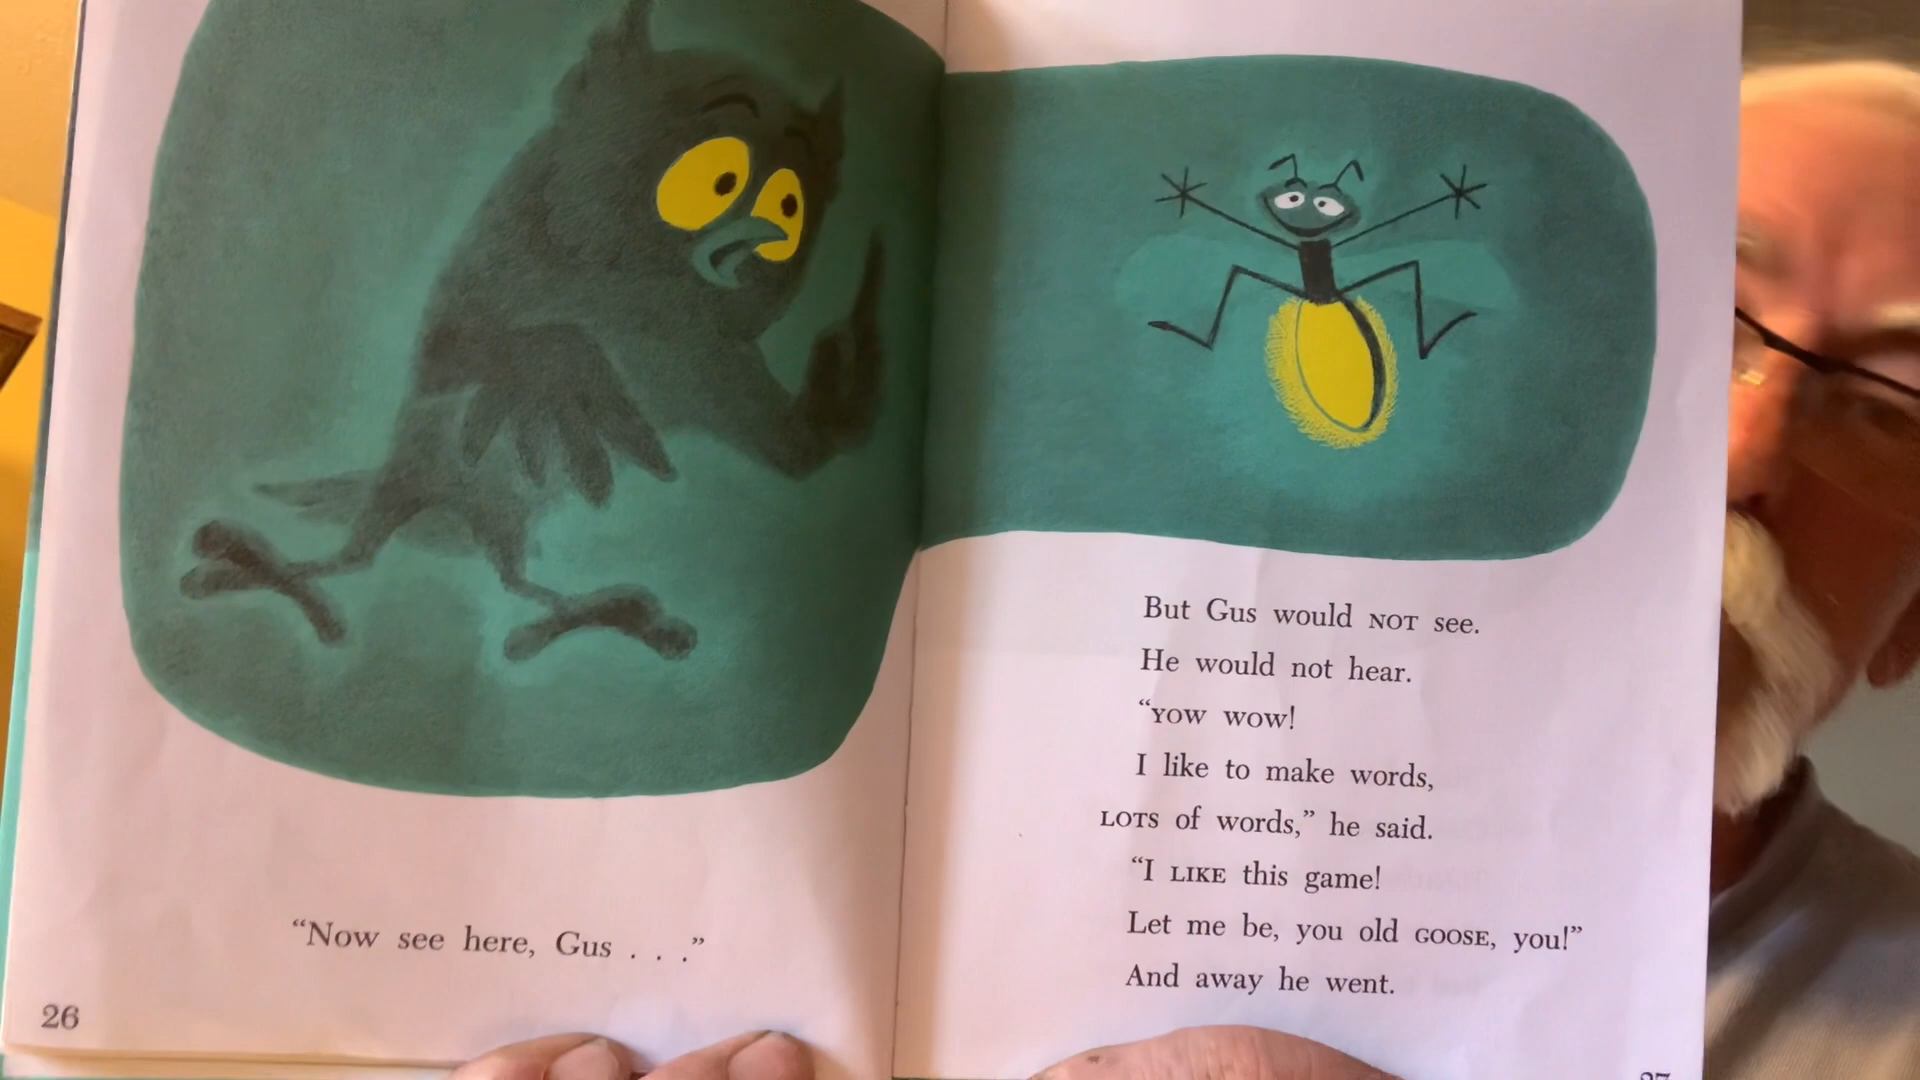 “Now see here, Gus . . .”
26
But Gus would NOT see.
He would not hear.
“YOW WOW!
I like to make words,
LOTS of words,” he said.
“I LIKE this game!
Let me be, you old GOOSE, you!”
And away he went.
27